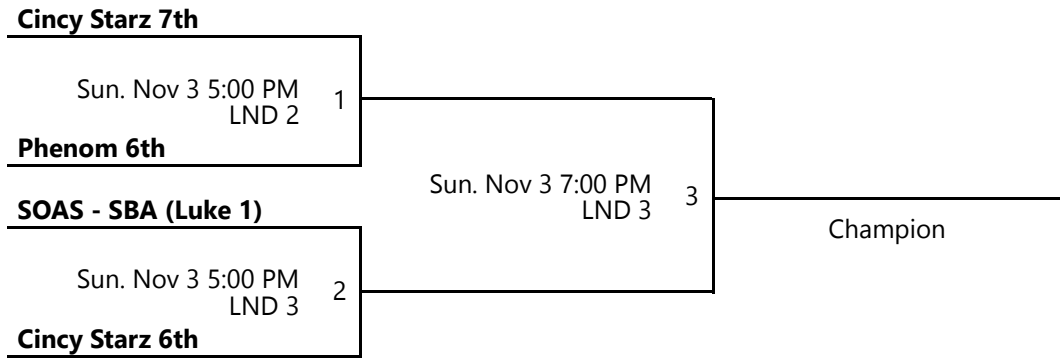 Cincy Starz 7th
Sun. Nov 3 5:00 PM
LND 2
1
Phenom 6th
Sun. Nov 3 7:00 PM
LND 3
3
SOAS - SBA (Luke 1)
Champion
Sun. Nov 3 5:00 PM
LND 3
2
Cincy Starz 6th